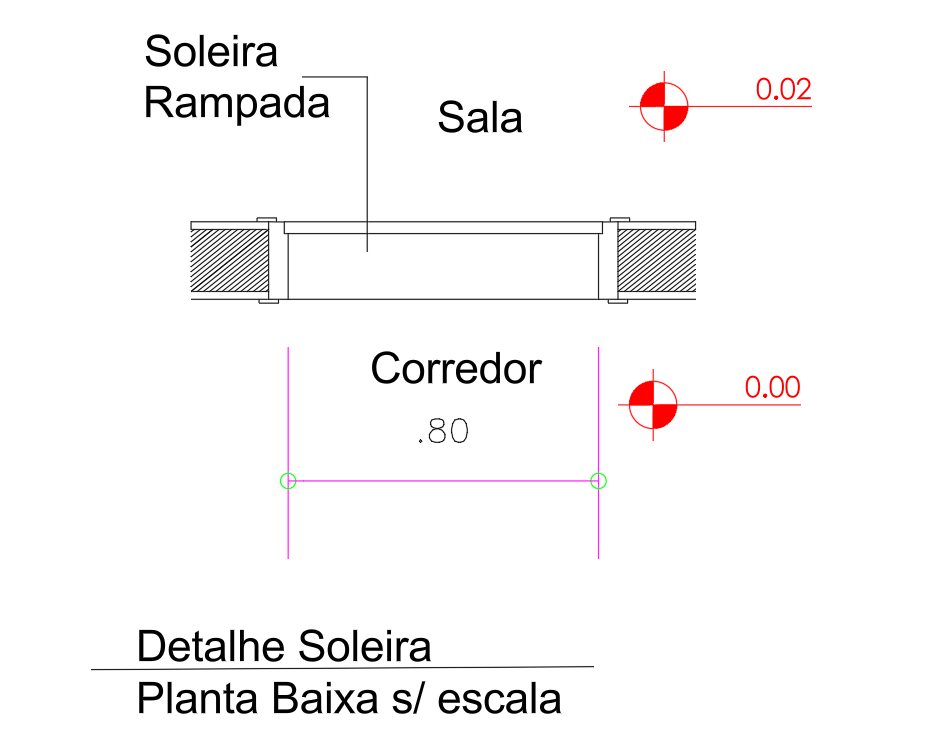 Soleira
Rampada
Sala
0.02
Corredor
0.00
.80
Detalhe Soleira
Planta Baixa s/ escala